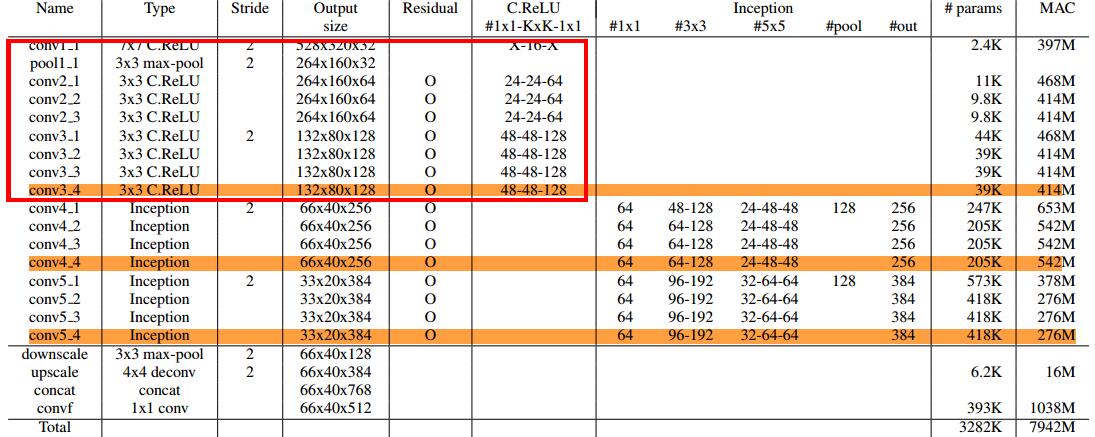 Name Type Stride Output size Residual C.ReLU #1x1-KxK-1x1 Inception #1x1 #3x3 #5x5 #pool #out # params MAC
conv1_1 7x7 C.ReLU 2 528x320x32 X-16-X 2.4K 397M
pool1_1 3x3 max-pool 2 264x160x32
conv2_1 3x3 C.ReLU 264x160x64 O 24-24-64 11K 468M
conv2_2 3x3 C.ReLU 264x160x64 O 24-24-64 9.8K 414M
conv2_3 3x3 C.ReLU 264x160x64 O 24-24-64 9.8K 414M
conv3_1 3x3 C.ReLU 2 132x80x128 O 48-48-128 44K 468M
conv3_2 3x3 C.ReLU 132x80x128 O 48-48-128 39K 414M
conv3_3 3x3 C.ReLU 132x80x128 O 48-48-128 39K 414M
conv3_4 3x3 C.ReLU 132x80x128 O 48-48-128 39K 414M
conv4_1 Inception 2 66x40x256 O 64 48-128 24-48-48 128 256 247K 653M
conv4_2 Inception 66x40x256 O 64 64-128 24-48-48 256 205K 542M
conv4_3 Inception 66x40x256 O 64 64-128 24-48-48 256 205K 542M
conv4_4 Inception 66x40x256 O 64 64-128 24-48-48 256 205K 542M
conv5_1 Inception 2 33x20x384 O 64 96-192 32-64-64 128 384 573K 378M
conv5_2 Inception 33x20x384 O 64 96-192 32-64-64 384 418K 276M
conv5_3 Inception 33x20x384 O 64 96-192 32-64-64 384 418K 276M
conv5_4 Inception 33x20x384 O 64 96-192 32-64-64 384 418K 276M
downscale 3x3 max-pool 2 66x40x128
upscale 4x4 deconv 2 66x40x384 6.2K 16M
concat concat 66x40x768
convf 1x1 conv 66x40x512 393K 1038M
Total 3282K 7942M